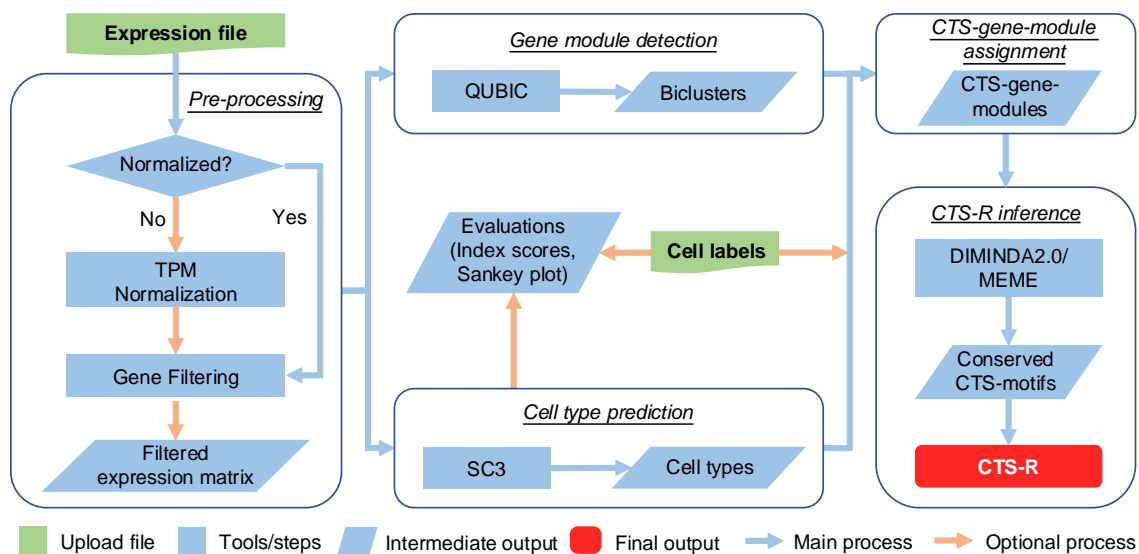 Expression file
Pre-processing
Normalized?
No
Yes
TPM
Normalization
Gene Filtering
Filtered
expression matrix
Gene module detection
QUBIC
Biclusters
Evaluations
(Index scores,
Sankey plot)
Cell labels
Cell type prediction
SC3
Cell types
CTS-gene-module
assignment
CTS-gene-
modules
CTS-R inference
DIMINDA2.0/
MEME
Conserved
CTS-motifs
CTS-R
Upload file
Tools/steps
Intermediate output
Final output
Main process
Optional process